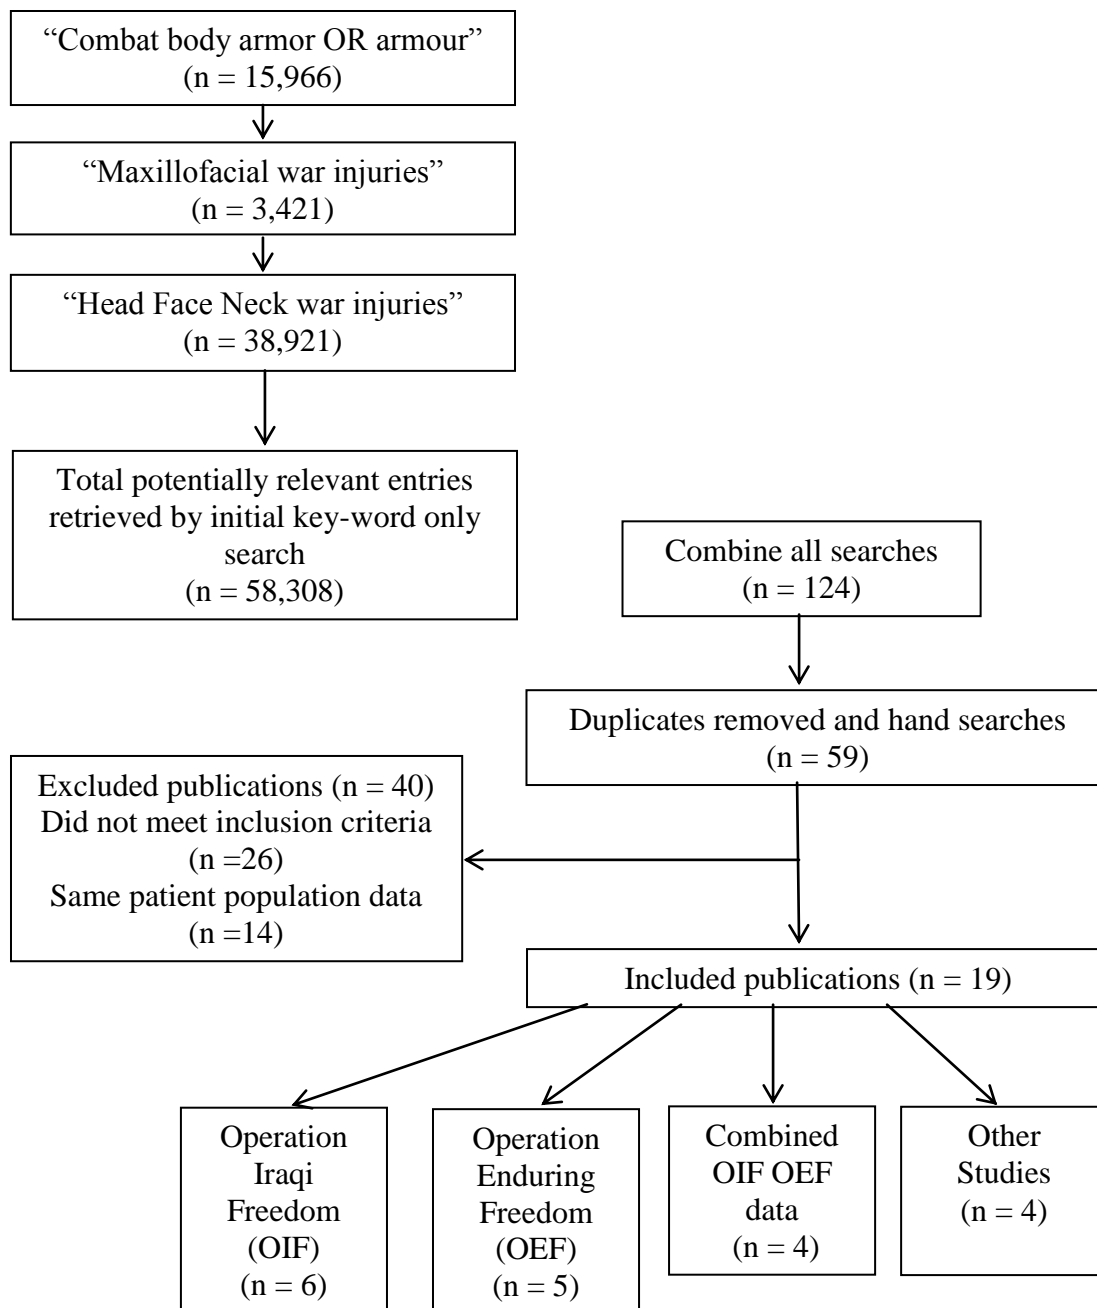 “Combat body armor OR armour”
(n = 15,966)
“Maxillofacial war injuries”
(n = 3,421)
“Head Face Neck war injuries”
(n = 38,921)
Total potentially relevant entries
retrieved by initial key-word only
search
(n = 58,308)
Combine all searches
(n = 124)
Duplicates removed and hand searches
(n = 59)
Excluded publications (n = 40)
Did not meet inclusion criteria
(n =26)
Same patient population data
(n =14)
Included publications (n = 19)
Operation
Iraqi
Freedom
(OIF)
(n = 6)
Operation
Enduring
Freedom
(OEF)
(n = 5)
Combined
OIF OEF
data
(n = 4)
Other
Studies
(n = 4)